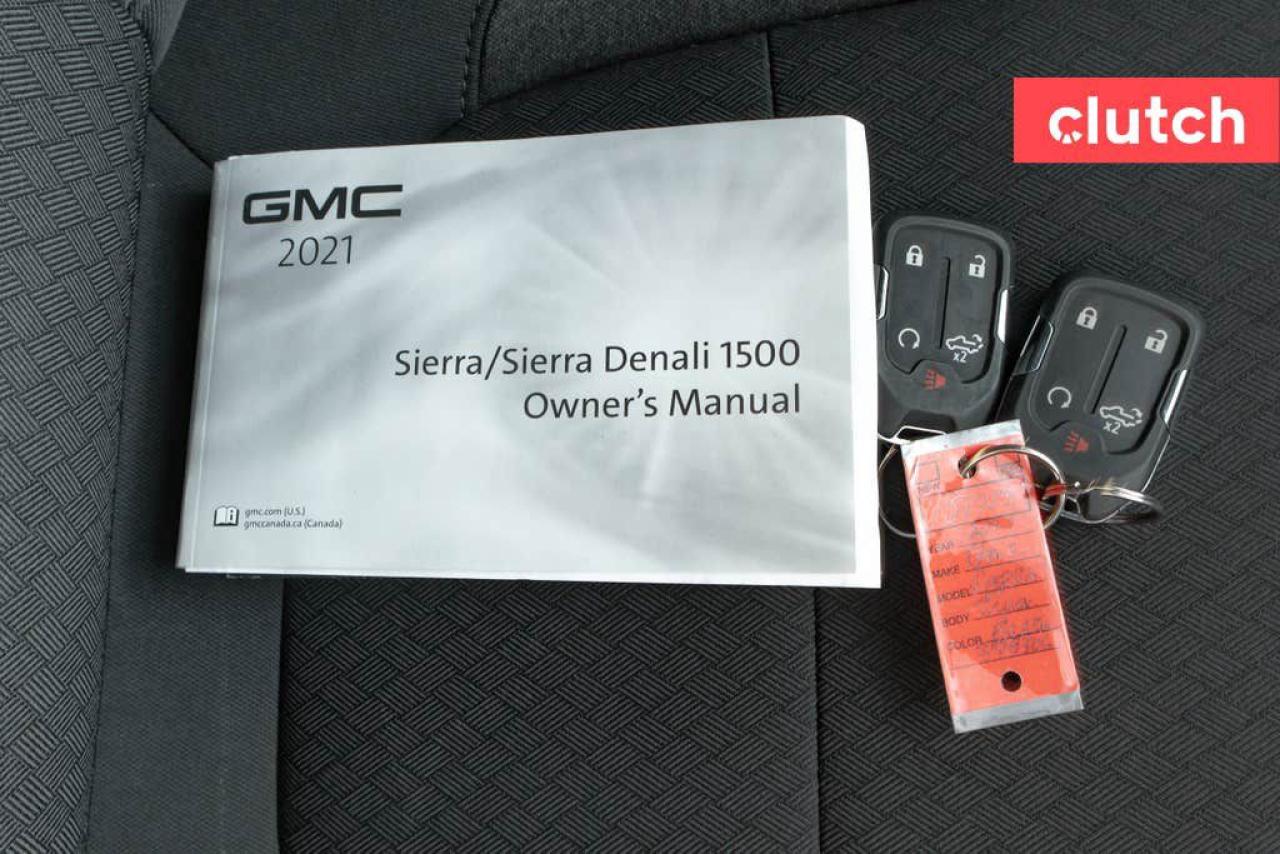 clutch
GMC
2021
Sierra/Sierra Denali 1500
Owner's Manual
gmc.com (U.S.)
gmccanada.ca (Canada)
x2
x2
YEAR
MAKE
MODEL
BODY
COLOR